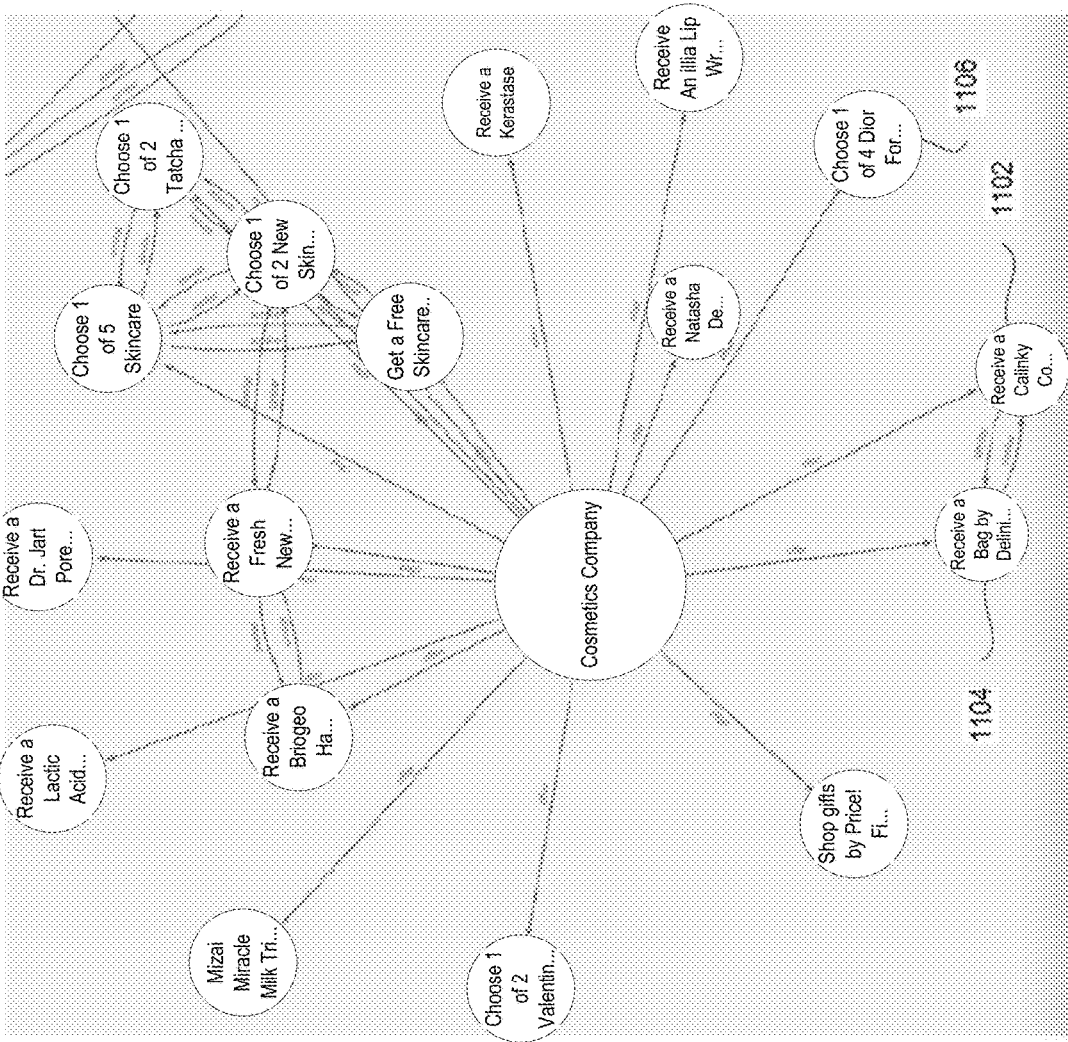 Receive a
Lactic
Acid...
Receive a
Dr. Jart
Pore...
Choose 1
of 5
Skincare
Choose 1
of 2
Tatcha ...
Mizai
Miracle
Milk Tri...
Receive a
Briogeo
Ha...
Receive a
Fresh
New...
Choose 1
of 2 New
Skin...
Get a Free
Skincare..
Receive a
Kerastase
Receive
An illia Lip
Wr...
Choose 1
of 2
Valentin...
Cosmetics Company
Receive a
Natasha
De...
Choose 1
of 4 Dior
For...
Shop gifts
by Price!
Fi...
Receive a
Bag by
Delini...
Receive a
Calinky
Co...
1104
1102
1106